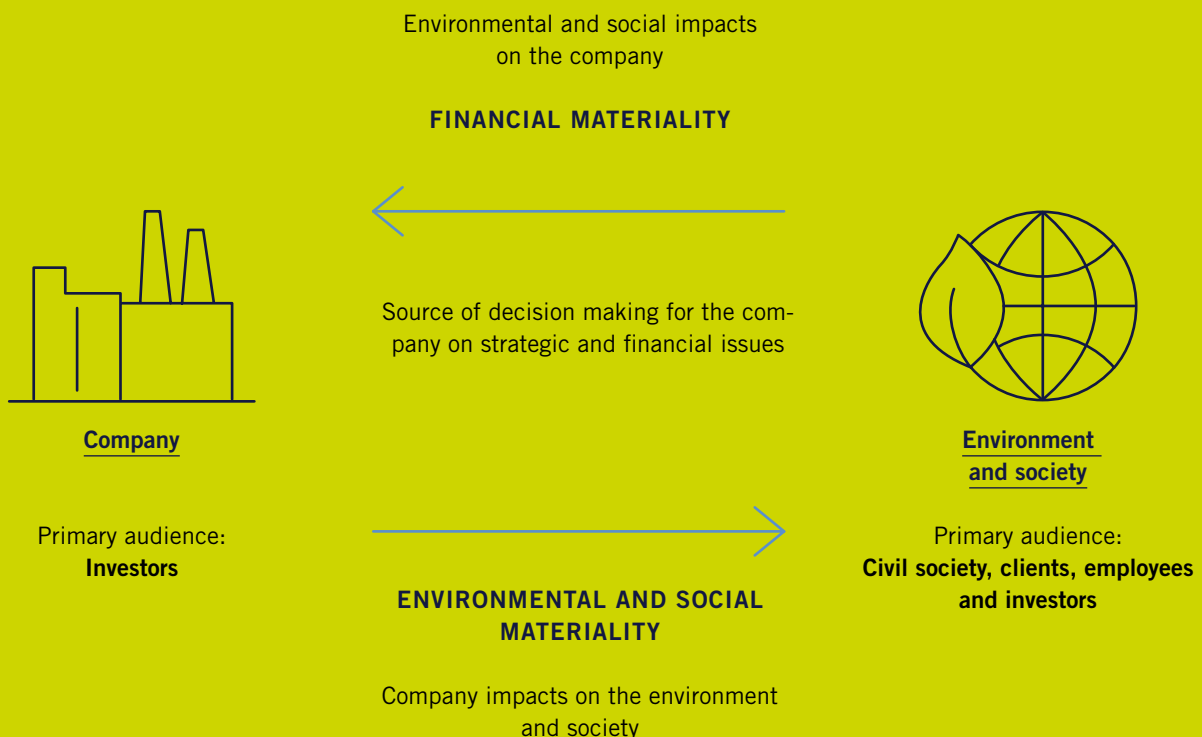 Environmental and social impacts
on the company
FINANCIAL MATERIALITY
Source of decision making for the com-
pany on strategic and financial issues
Company
Environment
and society
Primary audience:
Investors
Primary audience:
Civil society, clients, employees
and investors
ENVIRONMENTAL AND SOCIAL
MATERIALITY
Company impacts on the environment
and society